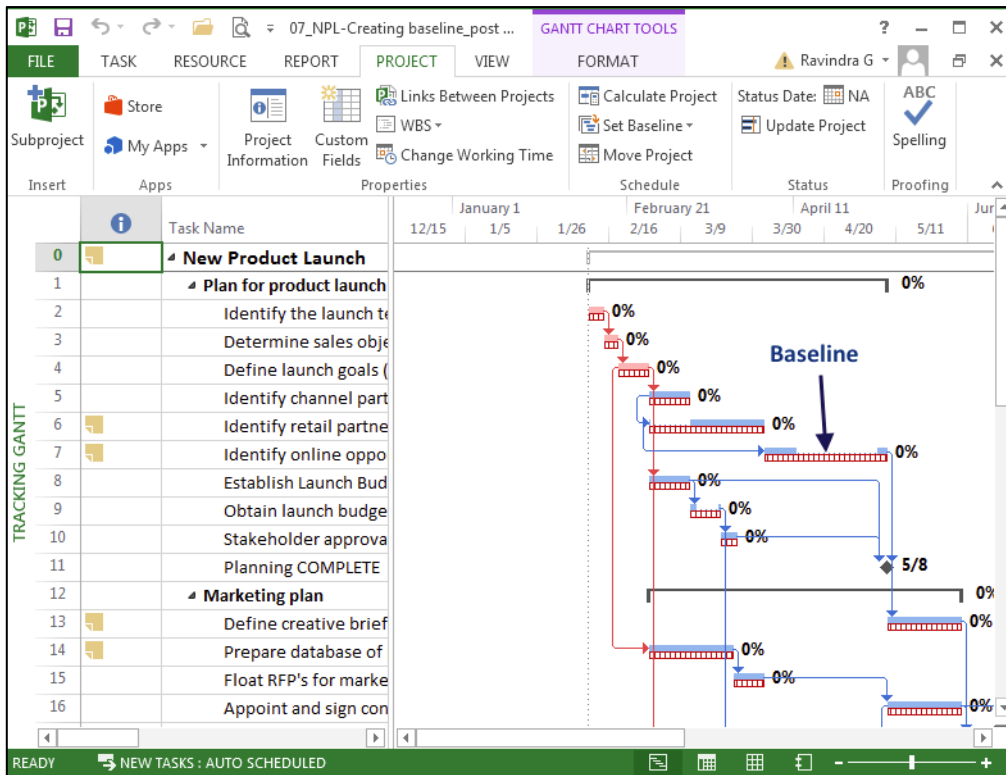 07_NPL-Creating baseline_post ...
GANTT CHART TOOLS
?
FILE TASK RESOURCE REPORT PROJECT VIEW FORMAT Ravindra G
Subproject
Store
My Apps
Project Information
Custom Fields
Links Between Projects
WBS
Change Working Time
Calculate Project
Set Baseline
Move Project
Status Date: NA
Update Project
ABC
Spelling
Insert Apps Properties Schedule Status Proofing
January 1 February 21 April 11
Task Name 12/15 1/5 1/26 2/16 3/9 3/30 4/20 5/11
0 New Product Launch
1 Plan for product launch 0%
2 Identify the launch te 0%
3 Determine sales obje 0%
Baseline
4 Define launch goals ( 0%
5 Identify channel part 0%
6 Identify retail partne 0%
7 Identify online oppo 0%
8 Establish Launch Bud 0%
9 Obtain launch budge 0%
10 Stakeholder approva 0%
11 Planning COMPLETE 5/8
12 Marketing plan 0%
13 Define creative brief 0%
14 Prepare database of 0%
15 Float RFP's for marke 0%
16 Appoint and sign con 0%
TRACKING GANTT
READY NEW TASKS : AUTO SCHEDULED